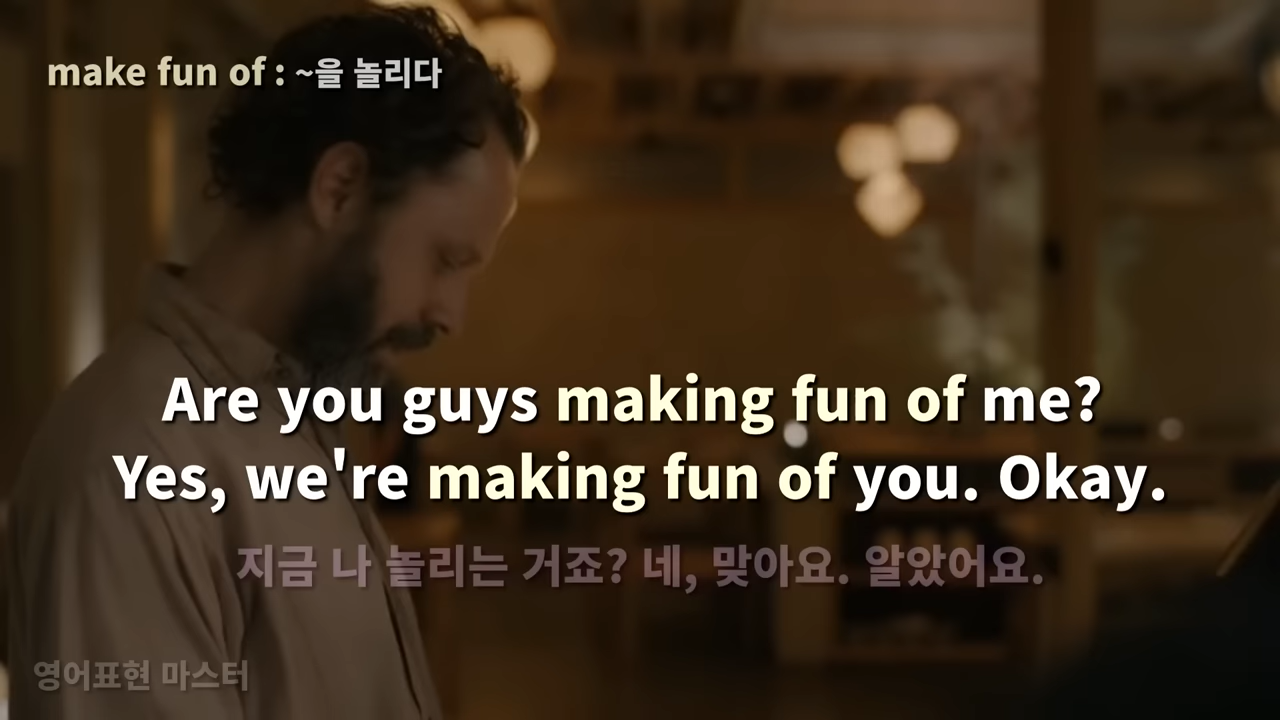 make fun of : ~을 놀리다
Are you guys making fun of me?
Yes, we're making fun of you. Okay.
지금 나 놀리는 거죠? 네, 맞아요. 알았어요.
영어표현 마스터